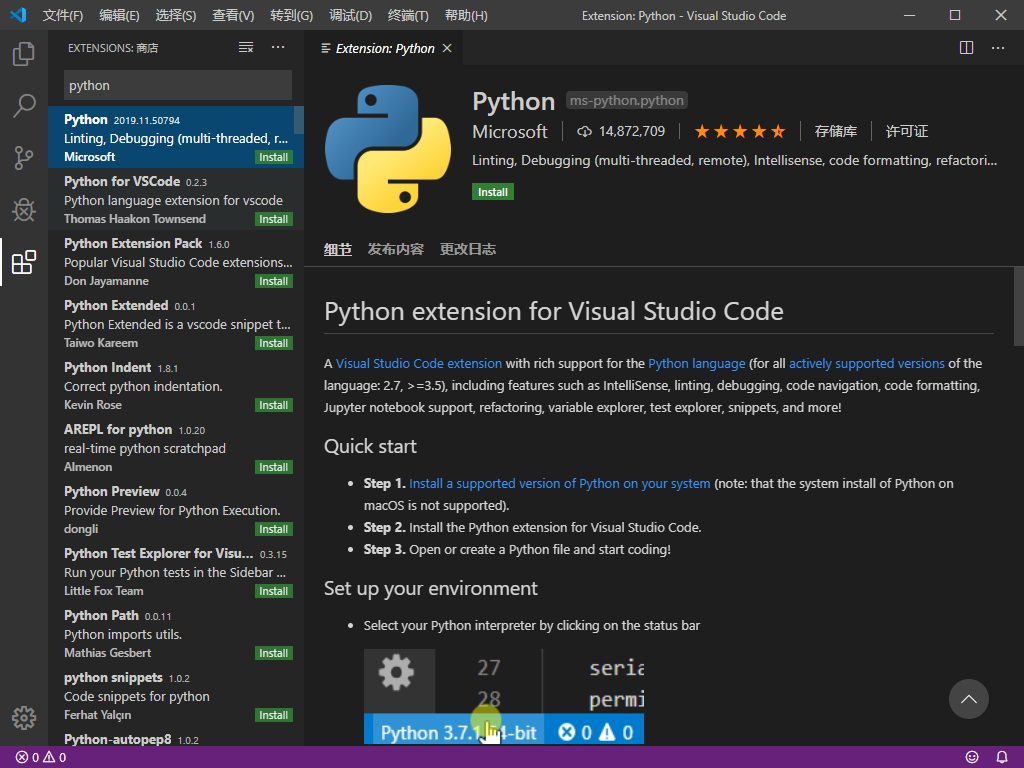 文件(F) 编辑(E) 选择(S) 查看(V) 转到(G) 调试(D) 终端(T) 帮助(H) Extension: Python - Visual Studio Code
EXTENSIONS: 商店
Extension: Python
python
Python 2019.11.50794
Linting, Debugging (multi-threaded, r...
Microsoft Install
Python for VSCode 0.2.3
Python language extension for vscode
Thomas Haakon Townsend Install
Python Extension Pack 1.6.0
Popular Visual Studio Code extensions...
Don Jayamanne Install
Python Extended 0.0.1
Python Extended is a vscode snippet t...
Taiwo Kareem Install
Python Indent 1.8.1
Correct python indentation.
Kevin Rose Install
AREPL for python 1.0.20
real-time python scratchpad
Almenon Install
Python Preview 0.0.4
Provide Preview for Python Execution.
dongli Install
Python Test Explorer for Visu... 0.3.15
Run your Python tests in the Sidebar ...
Little Fox Team Install
Python Path 0.0.11
Python imports utils.
Mathias Gesbert Install
python snippets 1.0.2
Code snippets for python
Ferhat Yalçın Install
Python-autopep8 1.0.2
Python ms-python.python
Microsoft 14,872,709 存储库 许可证
Linting, Debugging (multi-threaded, remote), Intellisense, code formatting, refactori...
Install
细节 发布内容 更改日志
Python extension for Visual Studio Code
A Visual Studio Code extension with rich support for the Python language (for all actively supported versions of the
language: 2.7, >=3.5), including features such as IntelliSense, linting, debugging, code navigation, code formatting,
Jupyter notebook support, refactoring, variable explorer, test explorer, snippets, and more!
Quick start
• Step 1. Install a supported version of Python on your system (note: that the system install of Python on
macOS is not supported).
• Step 2. Install the Python extension for Visual Studio Code.
• Step 3. Open or create a Python file and start coding!
Set up your environment
• Select your Python interpreter by clicking on the status bar
27 seria
28 permi
Python 3.7.1 64-bit 0 0
0 0